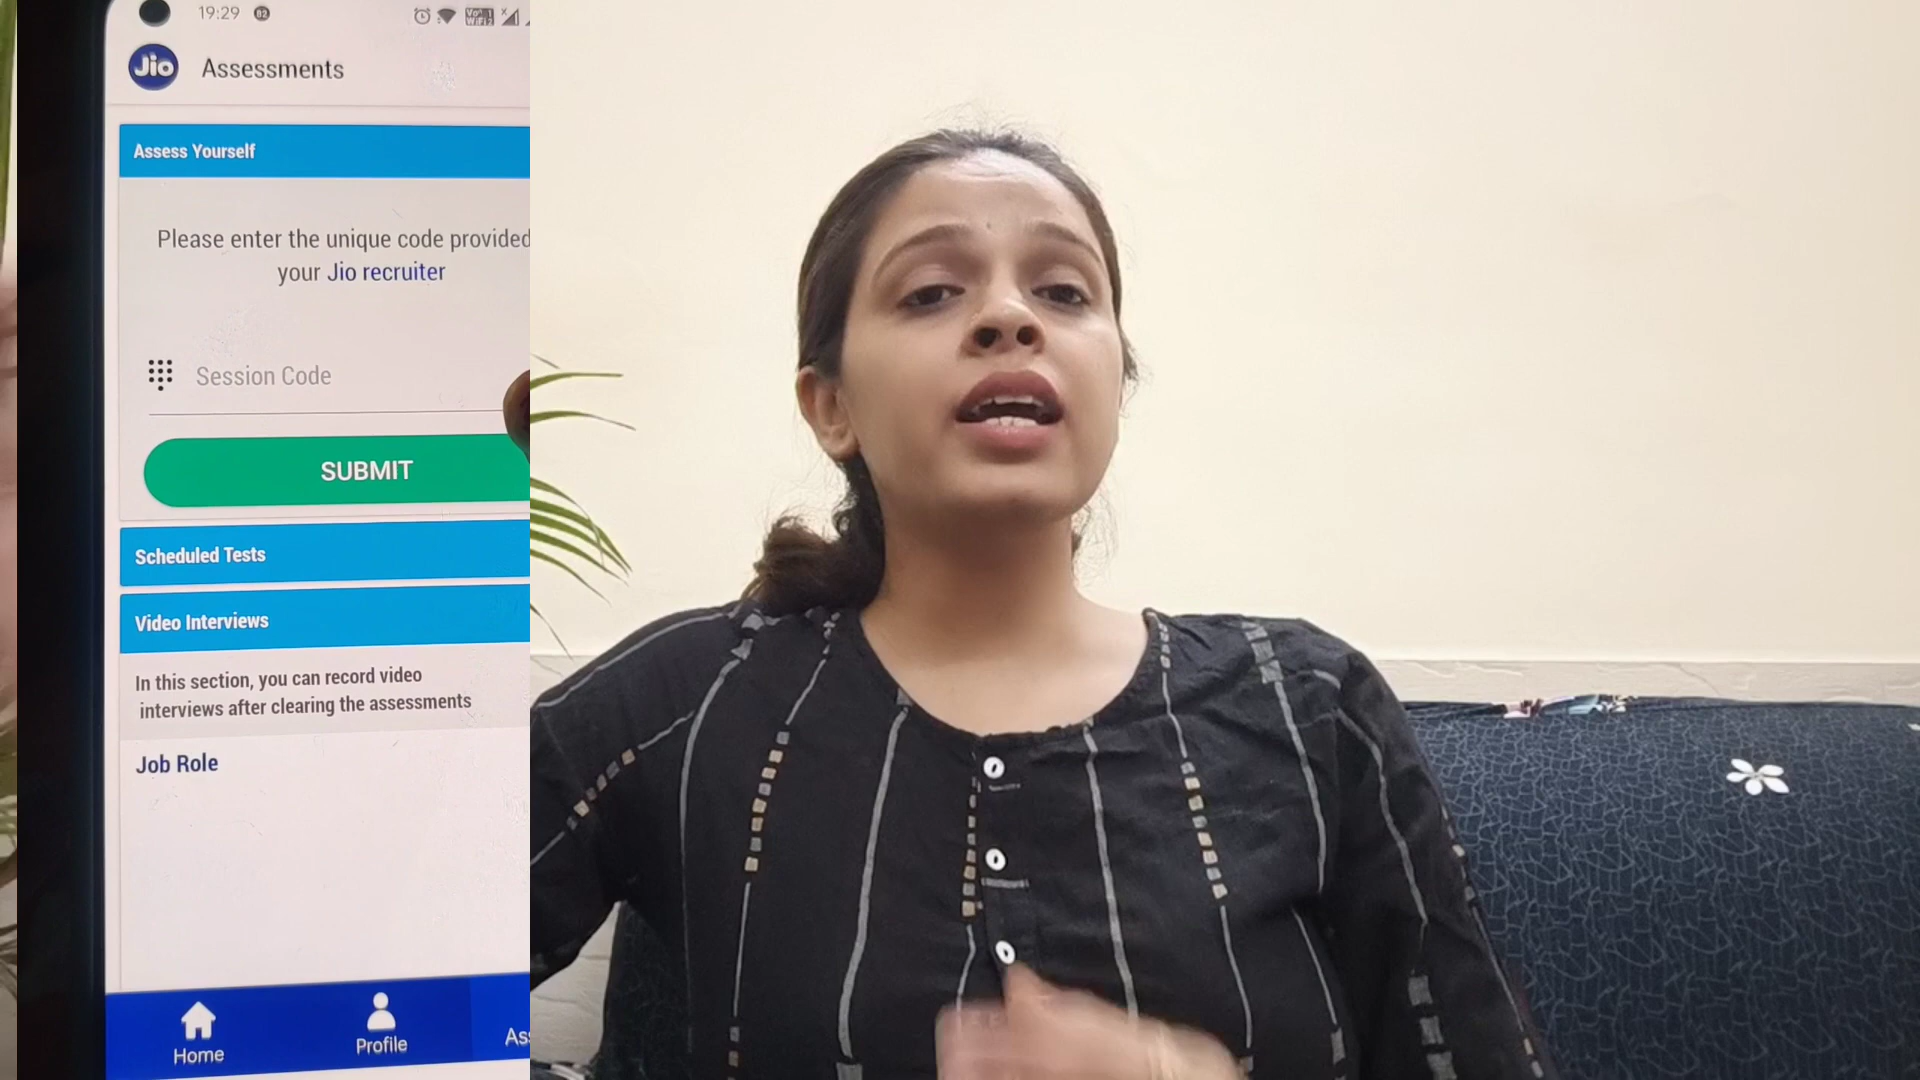 19:29
Jio Assessments
Assess Yourself
Please enter the unique code provided
your Jio recruiter
Session Code
SUBMIT
Scheduled Tests
Video Interviews
In this section, you can record video
interviews after clearing the assessments
Job Role
Home Profile